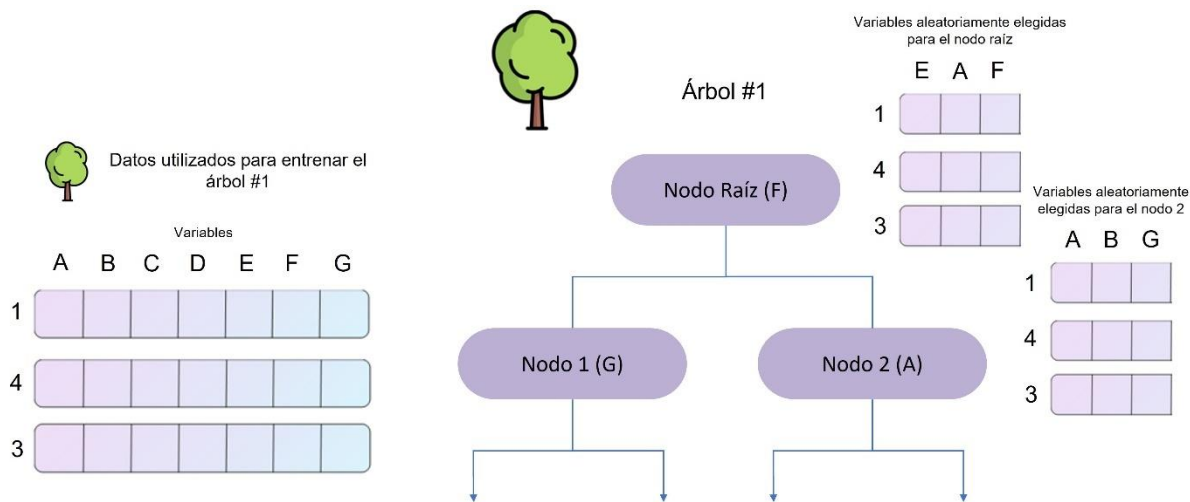 Datos utilizados para entrenar el
árbol #1
Variables
A B C D E F G
1
4
3
Árbol #1
Variables aleatoriamente elegidas
para el nodo raíz
E A F
1
4
3
Nodo Raíz (F)
Variables aleatoriamente
elegidas para el nodo 2
A B G
1
4
3
Nodo 1 (G)
Nodo 2 (A)